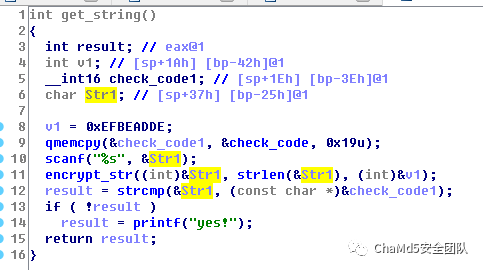 1 int get_string()
2 {
3 int result; // eax@1
4 int v1; // [sp+1Ah] [bp-42h]@1
5 __int16 check_code1; // [sp+1Eh] [bp-3Eh]@1
6 char Str1; // [sp+37h] [bp-25h]@1
7
8 v1 = 0xEFBEADDE;
9 qmemcpy(&check_code1, &check_code, 0x19u);
10 scanf("%s", &Str1);
11 encrypt_str((int)&Str1, strlen(&Str1), (int)&v1);
12 result = strcmp(&Str1, (const char *)&check_code1);
13 if ( !result )
14 result = printf("yes!");
15 return result;
16 }
ChaMd5安全团队